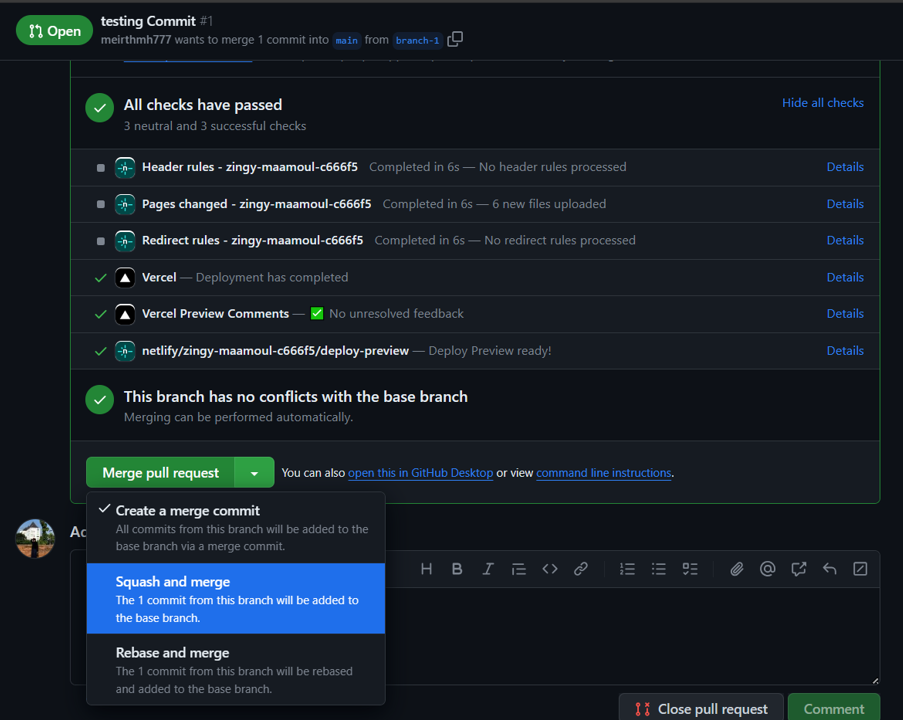 Open
testing Commit #1
meirthmh777 wants to merge 1 commit into main from branch-1
All checks have passed
Hide all checks
3 neutral and 3 successful checks
Header rules - zingy-maamoul-c666f5 Completed in 6s — No header rules processed Details
Pages changed - zingy-maamoul-c666f5 Completed in 6s — 6 new files uploaded Details
Redirect rules - zingy-maamoul-c666f5 Completed in 6s — No redirect rules processed Details
Vercel — Deployment has completed Details
Vercel Preview Comments — ✅ No unresolved feedback Details
netlify/zingy-maamoul-c666f5/deploy-preview — Deploy Preview ready! Details
This branch has no conflicts with the base branch
Merging can be performed automatically.
Merge pull request
You can also open this in GitHub Desktop or view command line instructions.
Create a merge commit
All commits from this branch will be added to the
base branch via a merge commit.
Squash and merge
The 1 commit from this branch will be added to
the base branch.
Rebase and merge
The 1 commit from this branch will be rebased
and added to the base branch.
Close pull request
Comment